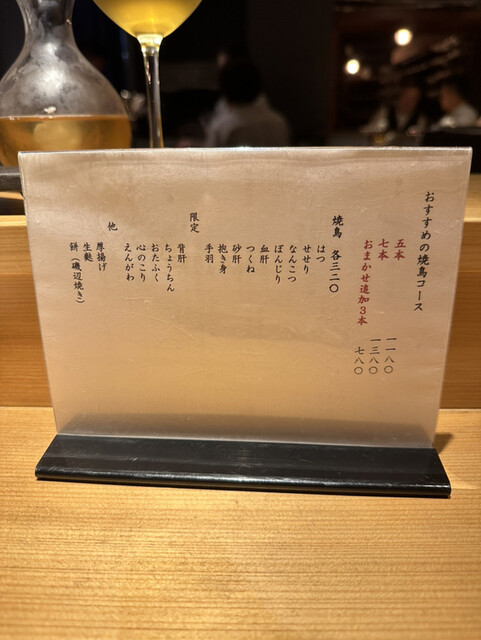 おすすめの焼鳥コース
五本 一一八〇
七本 一三八〇
おまかせ追加3本 七八〇
焼鳥 各三二〇
はつ
せせり
なんこつ
ぼんじり
血肝
つくね
砂肝
抱き身
手羽
限定
背肝
ちょうちん
おたふく
心のこり
えんがわ
他
厚揚げ
生麩
餅(磯辺焼き)